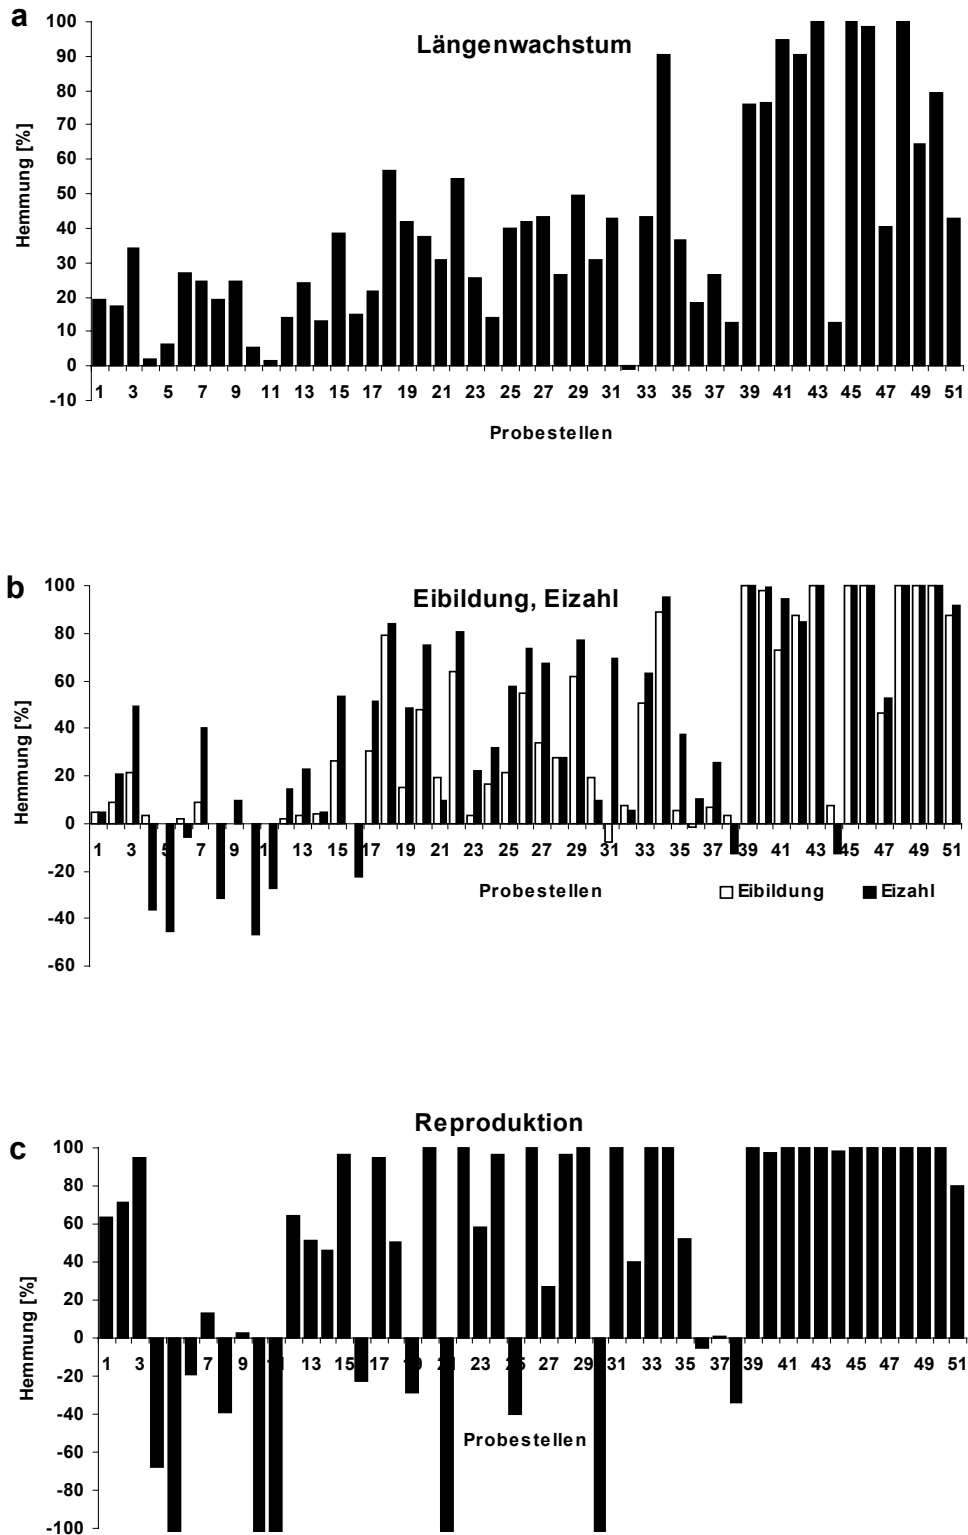 a
Längenwachstum
100
90
80
70
60
50
40
30
20
10
0
-10
Hemmung [%]
1 3 5 7 9 11 13 15 17 19 21 23 25 27 29 31 33 35 37 39 41 43 45 47 49 51
Probestellen
b
Eibildung, Eizahl
100
80
60
40
20
0
-20
-40
-60
Hemmung [%]
1 3 7 9 13 15 17 19 21 23 25 27 29 31 33 35 37 39 41 43 45 47 49 51
Probestellen
Eibildung Eizahl
Reproduktion
c
100
80
60
40
20
0
-20
-40
-60
-80
-100
Hemmung [%]
1 3 7 9 13 15 17 23 27 29 31 33 35 37 39 41 43 45 47 49 51
Probestellen